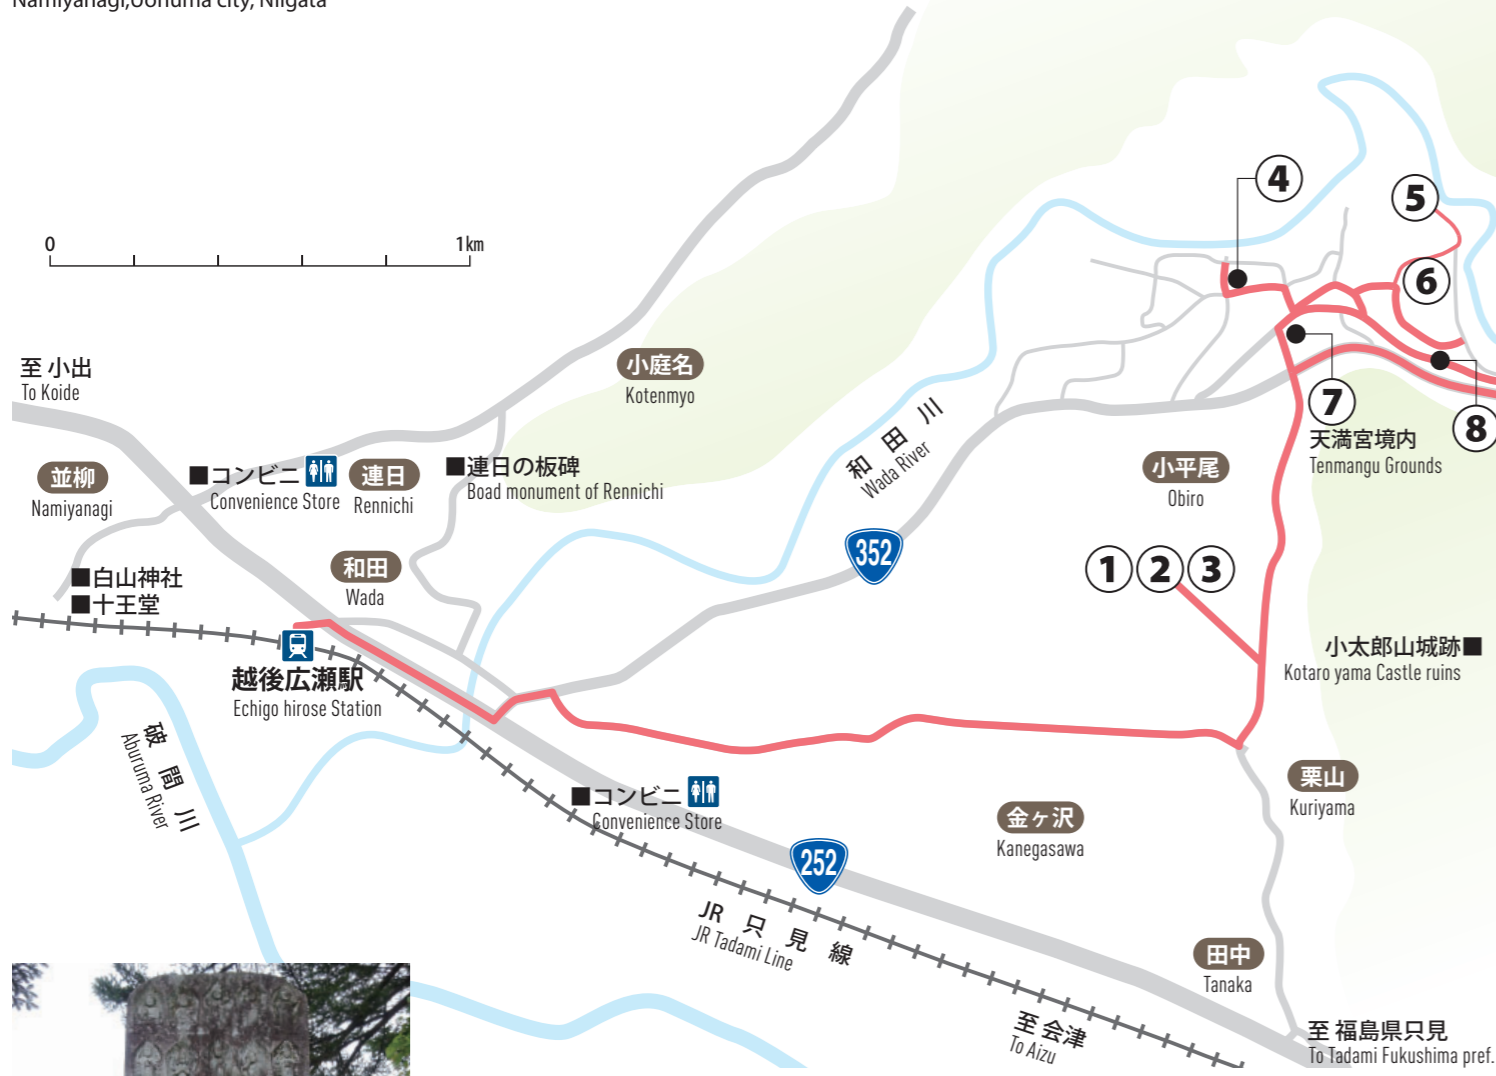 Namiyanagi,Uonuma city, Niigata
0 1km
④
⑤
⑥
至 小出
To Koide
小庭名
Kotenmyo
⑦
⑧
天満宮境内
Tenmangu Grounds
和田川
Wada River
小平尾
Obiro
並柳
Namiyanagi
■コンビニ
Convenience Store
連日
Rennichi
■連日の板碑
Boad monument of Rennichi
352
① ② ③
和田
Wada
■白山神社
■十王堂
越後広瀬駅
Echigo hirose Station
小太郎山城跡■
Kotaro yama Castle ruins
破間川
Aburuma River
■コンビニ
Convenience Store
栗山
Kuriyama
金ヶ沢
Kanegasawa
252
JR 只見線
JR Tadami Line
田中
Tanaka
至 会津
To Aizu
至 福島県只見
To Tadami Fukushima pref.